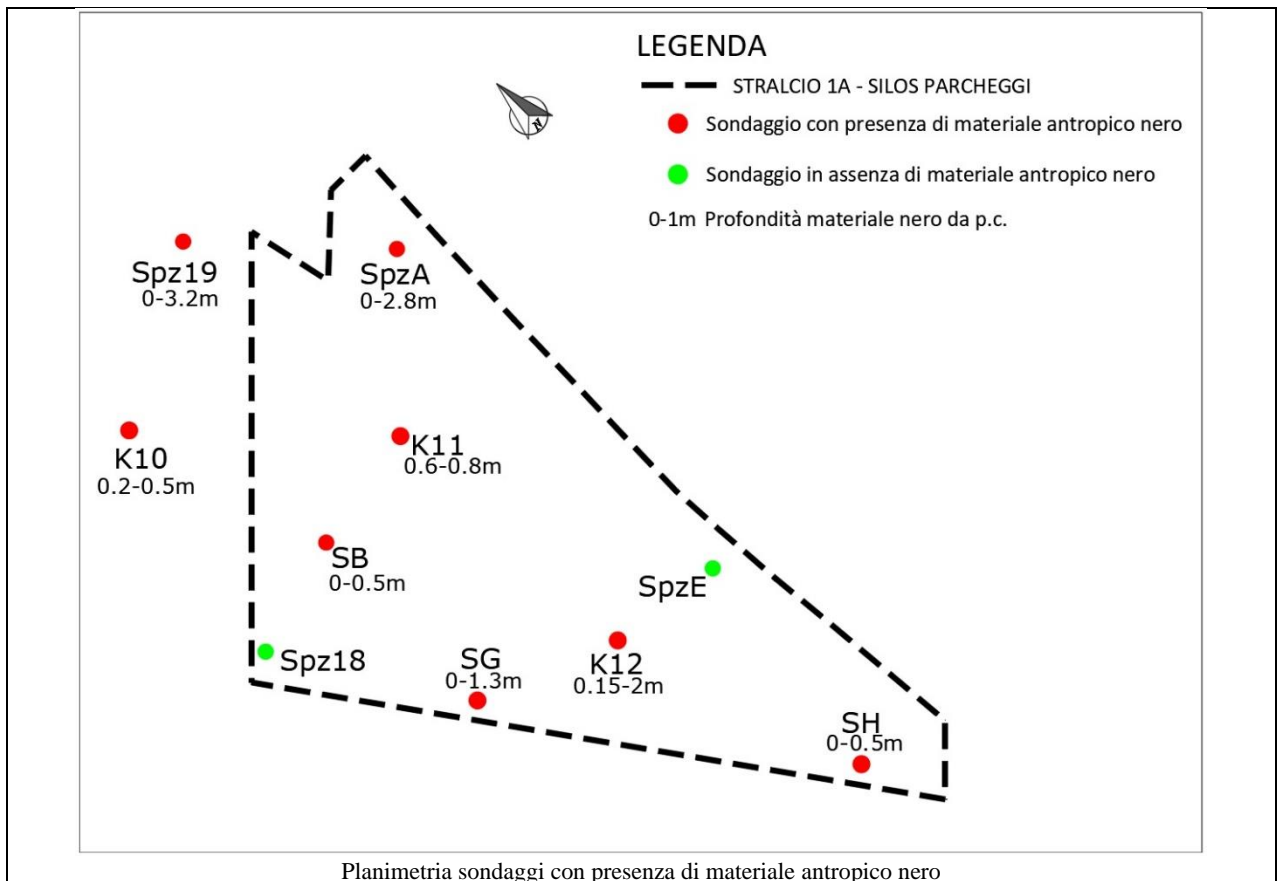 LEGENDA
STRALCIO 1A - SILOS PARCHEGGI
Sondaggio con presenza di materiale antropico nero
Sondaggio in assenza di materiale antropico nero
0-1m Profondità materiale nero da p.c.
N
Spz19
0-3.2m
SpzA
0-2.8m
K10
0.2-0.5m
K11
0.6-0.8m
SB
0-0.5m
SpzE
Spz18
SG
0-1.3m
K12
0.15-2m
SH
0-0.5m
Planimetria sondaggi con presenza di materiale antropico nero